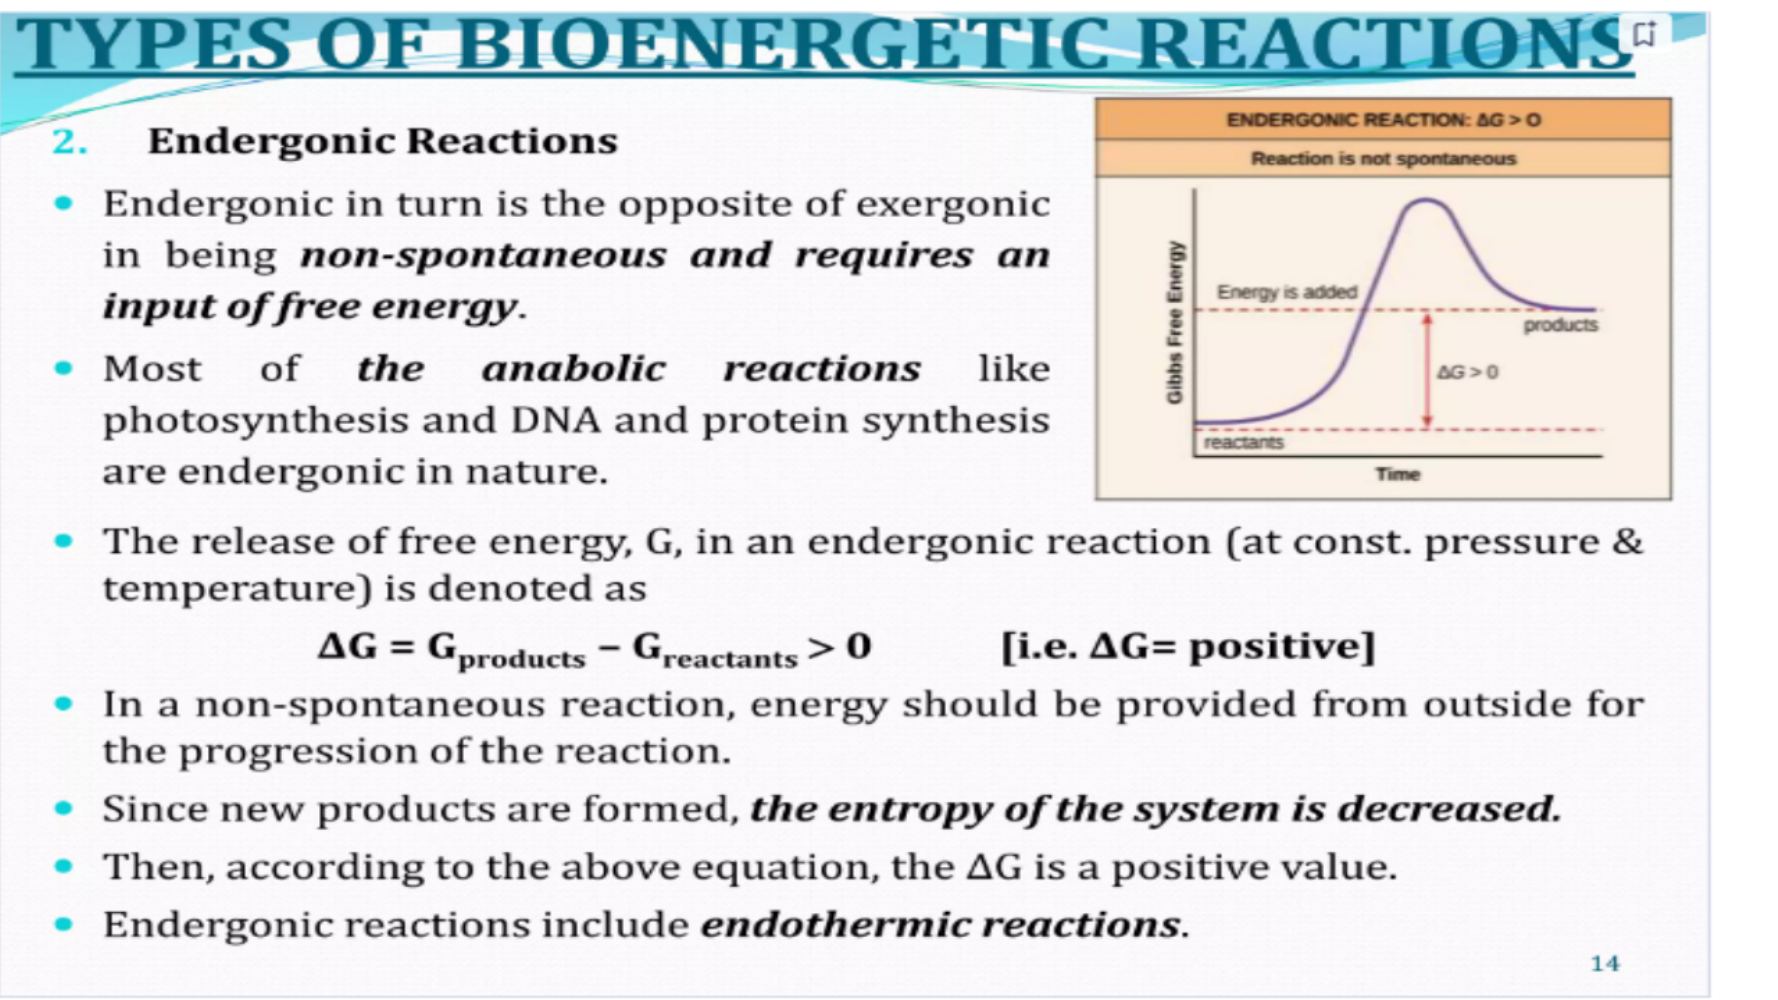 TYPES OF BIOENERGETIC REACTIONS
2. Endergonic Reactions
• Endergonic in turn is the opposite of exergonic
in being non-spontaneous and requires an
input of free energy.
• Most of the anabolic reactions like
photosynthesis and DNA and protein synthesis
are endergonic in nature.
ENDERGONIC REACTION: ΔG > O
Reaction is not spontaneous
Gibbs Free Energy
Energy is added
products
ΔG > 0
reactants
Time
• The release of free energy, G, in an endergonic reaction (at const. pressure &
temperature) is denoted as
ΔG = Gproducts – Greactants > 0 [i.e. ΔG= positive]
• In a non-spontaneous reaction, energy should be provided from outside for
the progression of the reaction.
• Since new products are formed, the entropy of the system is decreased.
• Then, according to the above equation, the ΔG is a positive value.
• Endergonic reactions include endothermic reactions.
14